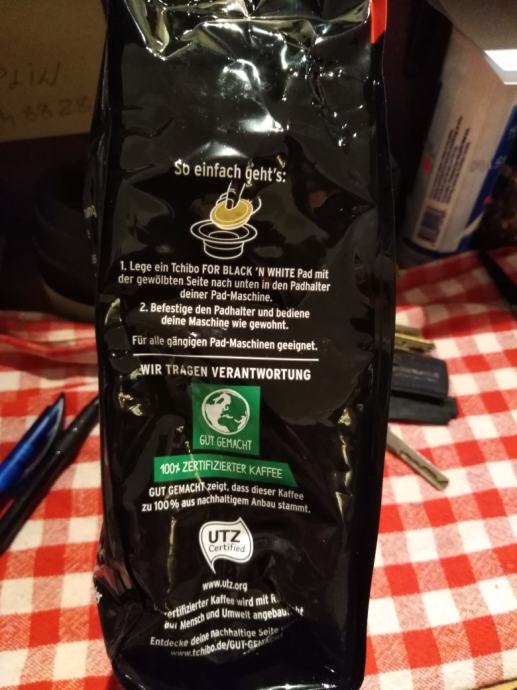 So einfach geht's:
1. Lege ein Tchibo FOR BLACK 'N WHITE Pad mit
der gewölbten Seite nach unten in den Padhalter
deiner Pad-Maschine.
2. Befestige den Padhalter und bediene
deine Maschine wie gewohnt.
Für alle gängigen Pad-Maschinen geeignet.
WIR TRAGEN VERANTWORTUNG
GUT GEMACHT
100% ZERTIFIZIERTER KAFFEE
GUT GEMACHT zeigt, dass dieser Kaffee
zu 100% aus nachhaltigem Anbau stammt.
UTZ
Certified
www.utz.org
Kaffee wird mit
auf Mensch und Umwelt
Entdecke deine nachhaltige Seite
www.tchibo.de/GUT-GEMACHT